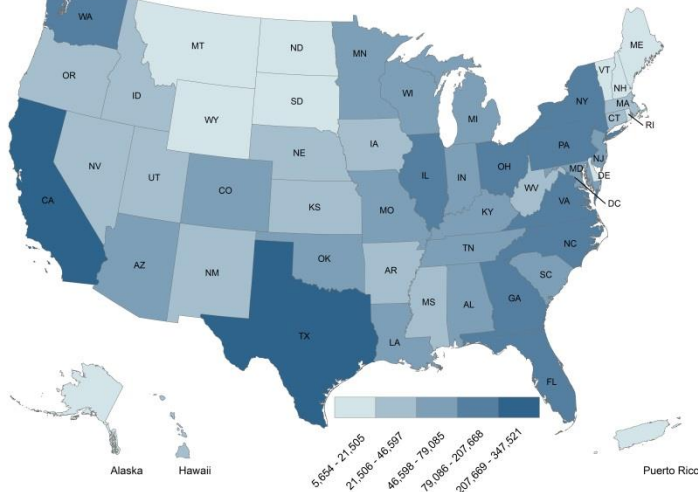 WA
MT
ND
MN
ME
OR
ID
SD
WI
VT
NH
NY
MA
MI
CT
RI
WY
IA
PA
NJ
NE
OH
MD
DE
NV
UT
IL
IN
WV
DC
CA
CO
KS
MO
KY
VA
TN
NC
AZ
NM
OK
AR
SC
MS
AL
GA
TX
LA
FL
5,654 - 21,505
21,506 - 46,597
46,598 - 79,085
79,086 - 207,668
207,669 - 347,521
Alaska
Hawaii
Puerto Rico